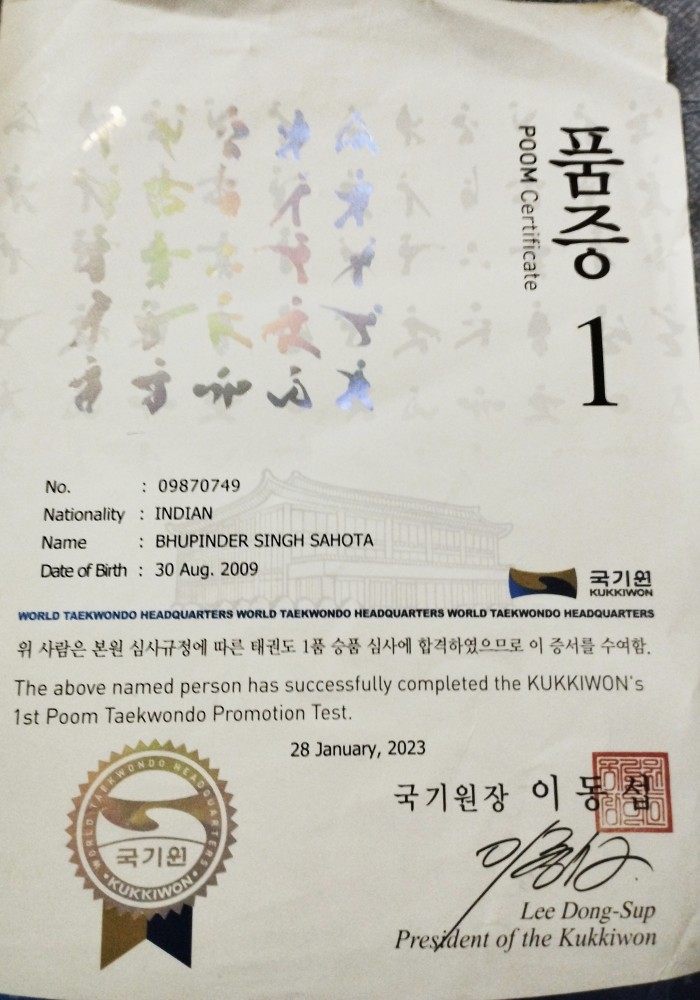 품증
POOM Certificate
1
No. : 09870749
Nationality : INDIAN
Name : BHUPINDER SINGH SAHOTA
Date of Birth : 30 Aug. 2009
국기원
KUKKIWON
WORLD TAEKWONDO HEADQUARTERS WORLD TAEKWONDO HEADQUARTERS WORLD TAEKWONDO HEADQUARTERS
위 사람은 본원 심사규정에 따른 태권도 1품 승품 심사에 합격하였으므로 이 증서를 수여함.
The above named person has successfully completed the KUKKIWON's
1st Poom Taekwondo Promotion Test.
28 January, 2023
국기원장 이동섭
Lee Dong-Sup
President of the Kukkiwon
WORLD TAEKWONDO HEADQUARTERS
국기원
KUKKIWON